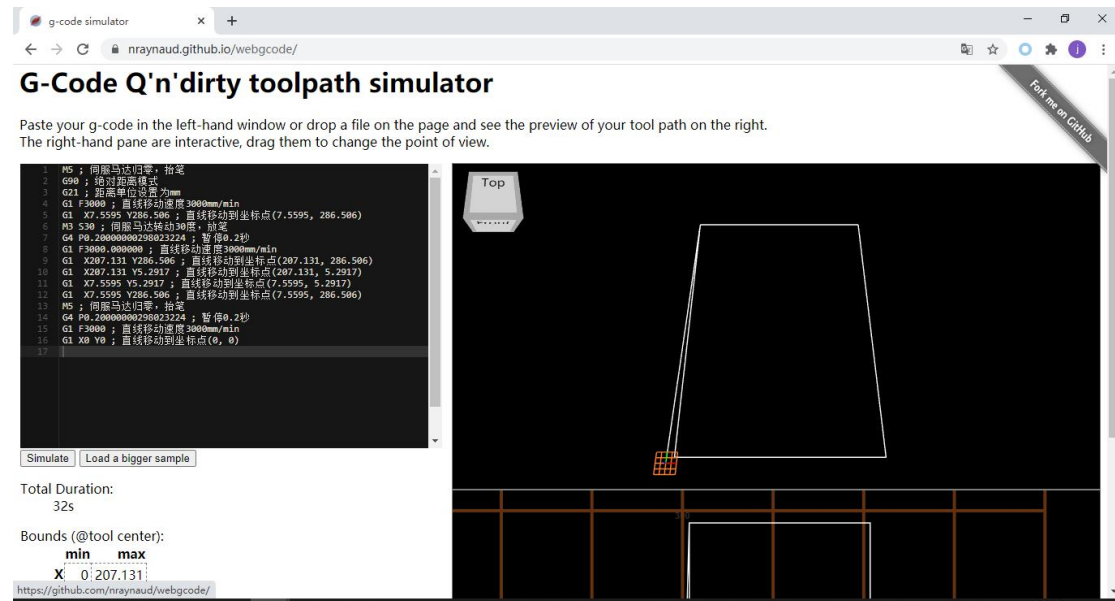 g-code simulator
nraynaud.github.io/webgcode/
G-Code Q'n'dirty toolpath simulator
Fork me on GitHub
Paste your g-code in the left-hand window or drop a file on the page and see the preview of your tool path on the right.
The right-hand pane are interactive, drag them to change the point of view.
1 M5 ; 伺服马达归零，抬笔
2 G90 ; 绝对距离模式
3 G21 ; 距离单位设置为mm
4 G1 F3000 ; 直线移动速度3000mm/min
5 G1 X7.5595 Y286.506 ; 直线移动到坐标点(7.5595, 286.506)
6 M3 S30 ; 伺服马达转动30度，放笔
7 G4 P0.20000000298023224 ; 暂停0.2秒
8 G1 F3000.000000 ; 直线移动速度3000mm/min
9 G1 X207.131 Y286.506 ; 直线移动到坐标点(207.131, 286.506)
10 G1 X207.131 Y5.2917 ; 直线移动到坐标点(207.131, 5.2917)
11 G1 X7.5595 Y5.2917 ; 直线移动到坐标点(7.5595, 5.2917)
12 G1 X7.5595 Y286.506 ; 直线移动到坐标点(7.5595, 286.506)
13 M5 ; 伺服马达归零，抬笔
14 G4 P0.20000000298023224 ; 暂停0.2秒
15 G1 F3000 ; 直线移动速度3000mm/min
16 G1 X0 Y0 ; 直线移动到坐标点(0, 0)
17
Top
Simulate Load a bigger sample
Total Duration:
32s
Bounds (@tool center):
min max
X 0 207.131
https://github.com/nraynaud/webgcode/